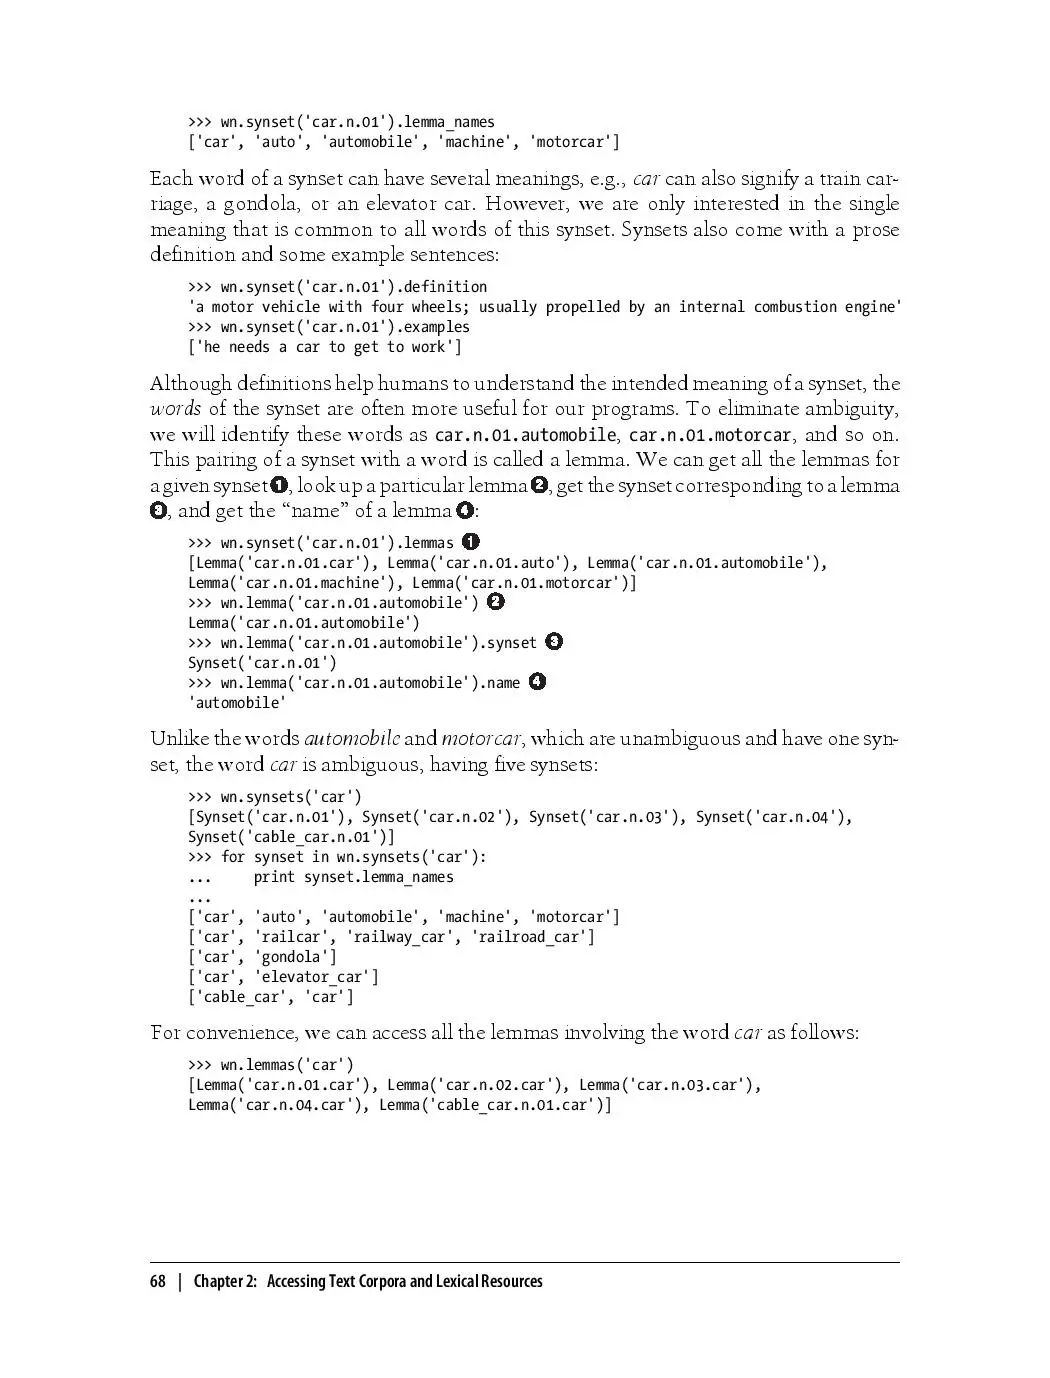 >>> wn.synset('car.n.01').lemma_names
['car', 'auto', 'automobile', 'machine', 'motorcar']
Each word of a synset can have several meanings, e.g., car can also signify a train car-
riage, a gondola, or an elevator car. However, we are only interested in the single
meaning that is common to all words of this synset. Synsets also come with a prose
definition and some example sentences:
>>> wn.synset('car.n.01').definition
'a motor vehicle with four wheels; usually propelled by an internal combustion engine'
>>> wn.synset('car.n.01').examples
['he needs a car to get to work']
Although definitions help humans to understand the intended meaning of a synset, the
words of the synset are often more useful for our programs. To eliminate ambiguity,
we will identify these words as car.n.01.automobile, car.n.01.motorcar, and so on.
This pairing of a synset with a word is called a lemma. We can get all the lemmas for
a given synset ❶, look up a particular lemma ❷, get the synset corresponding to a lemma
❸, and get the “name” of a lemma ❹:
>>> wn.synset('car.n.01').lemmas ❶
[Lemma('car.n.01.car'), Lemma('car.n.01.auto'), Lemma('car.n.01.automobile'),
Lemma('car.n.01.machine'), Lemma('car.n.01.motorcar')]
>>> wn.lemma('car.n.01.automobile') ❷
Lemma('car.n.01.automobile')
>>> wn.lemma('car.n.01.automobile').synset ❸
Synset('car.n.01')
>>> wn.lemma('car.n.01.automobile').name ❹
'automobile'
Unlike the words automobile and motorcar, which are unambiguous and have one syn-
set, the word car is ambiguous, having five synsets:
>>> wn.synsets('car')
[Synset('car.n.01'), Synset('car.n.02'), Synset('car.n.03'), Synset('car.n.04'),
Synset('cable_car.n.01')]
>>> for synset in wn.synsets('car'):
...     print synset.lemma_names
...
['car', 'auto', 'automobile', 'machine', 'motorcar']
['car', 'railcar', 'railway_car', 'railroad_car']
['car', 'gondola']
['car', 'elevator_car']
['cable_car', 'car']
For convenience, we can access all the lemmas involving the word car as follows:
>>> wn.lemmas('car')
[Lemma('car.n.01.car'), Lemma('car.n.02.car'), Lemma('car.n.03.car'),
Lemma('car.n.04.car'), Lemma('cable_car.n.01.car')]
68 | Chapter 2: Accessing Text Corpora and Lexical Resources